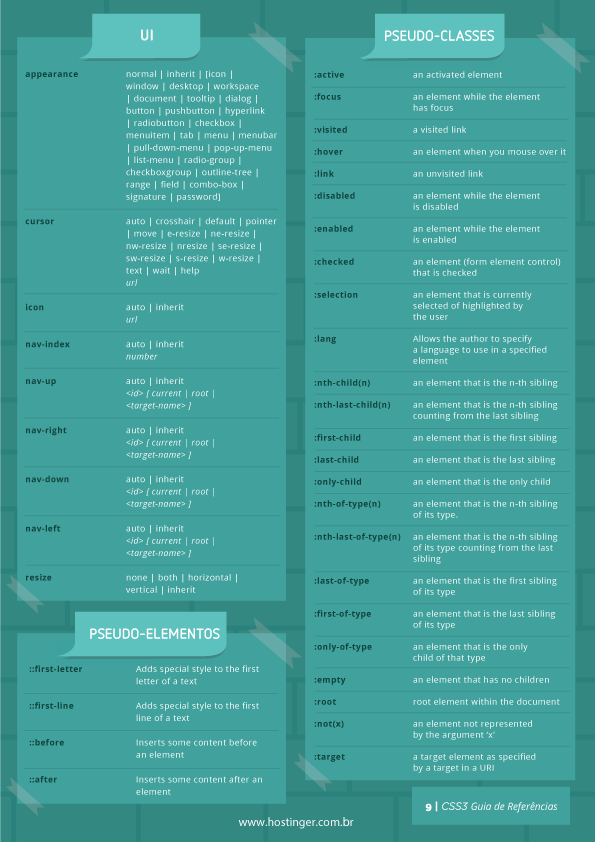 UI
appearance
normal | inherit | [icon |
window | desktop | workspace
| document | tooltip | dialog |
button | pushbutton | hyperlink
| radiobutton | checkbox |
menuitem | tab | menu | menubar
| pull-down-menu | pop-up-menu
| list-menu | radio-group |
checkboxgroup | outline-tree |
range | field | combo-box |
signature | password]
cursor
auto | crosshair | default | pointer
| move | e-resize | ne-resize |
nw-resize | nresize | se-resize |
sw-resize | s-resize | w-resize |
text | wait | help
url
icon
auto | inherit
url
nav-index
auto | inherit
number
nav-up
auto | inherit
<id> [ current | root |
<target-name> ]
nav-right
auto | inherit
<id> [ current | root |
<target-name> ]
nav-down
auto | inherit
<id> [ current | root |
<target-name> ]
nav-left
auto | inherit
<id> [ current | root |
<target-name> ]
resize
none | both | horizontal |
vertical | inherit
PSEUDO-ELEMENTOS
::first-letter
Adds special style to the first
letter of a text
::first-line
Adds special style to the first
line of a text
::before
Inserts some content before
an element
::after
Inserts some content after an
element
PSEUDO-CLASSES
:active
an activated element
:focus
an element while the element
has focus
:visited
a visited link
:hover
an element when you mouse over it
:link
an unvisited link
:disabled
an element while the element
is disabled
:enabled
an element while the element
is enabled
:checked
an element (form element control)
that is checked
:selection
an element that is currently
selected of highlighted by
the user
:lang
Allows the author to specify
a language to use in a specified
element
:nth-child(n)
an element that is the n-th sibling
:nth-last-child(n)
an element that is the n-th sibling
counting from the last sibling
:first-child
an element that is the first sibling
:last-child
an element that is the last sibling
:only-child
an element that is the only child
:nth-of-type(n)
an element that is the n-th sibling
of its type.
:nth-last-of-type(n)
an element that is the n-th sibling
of its type counting from the last
sibling
:last-of-type
an element that is the first sibling
of its type
:first-of-type
an element that is the last sibling
of its type
:only-of-type
an element that is the only
child of that type
:empty
an element that has no children
:root
root element within the document
:not(x)
an element not represented
by the argument ‘x’
:target
a target element as specified
by a target in a URI
www.hostinger.com.br
9 | CSS3 Guia de Referências